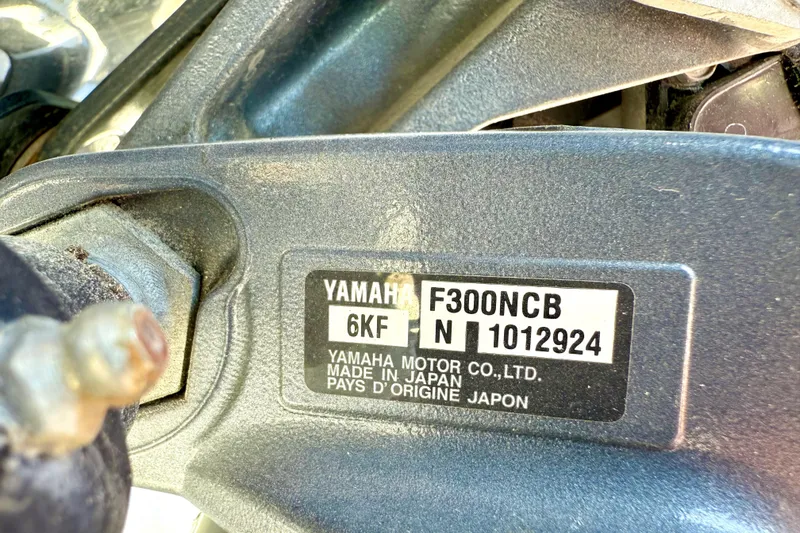 YAMAHA F300NCB
6KF N 1012924
YAMAHA MOTOR CO.,LTD.
MADE IN JAPAN
PAYS D'ORIGINE JAPON